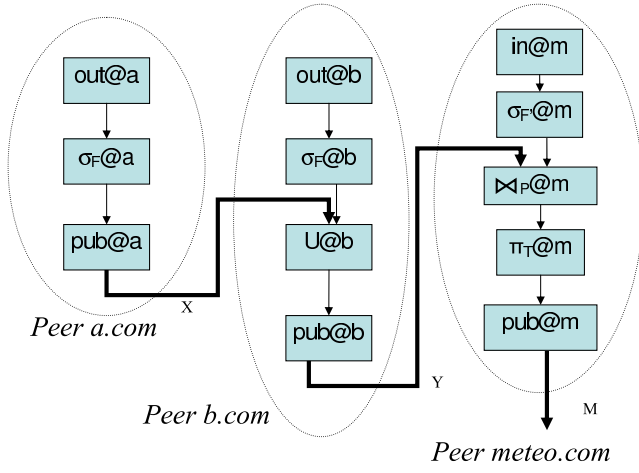 out@a
σF@a
pub@a
X
Peer a.com
out@b
σF@b
U@b
pub@b
Y
Peer b.com
in@m
σF'@m
⋈P@m
πT@m
pub@m
M
Peer meteo.com